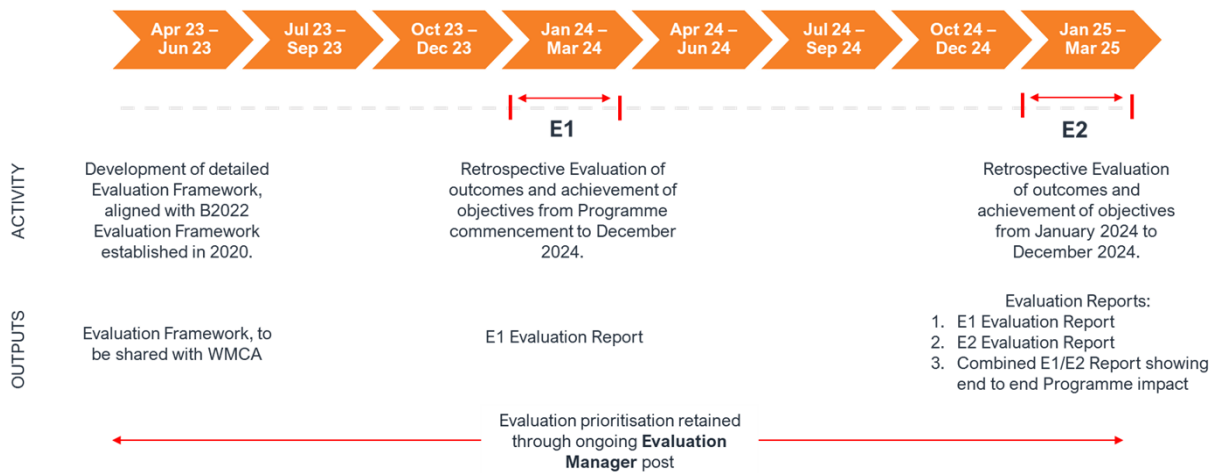 Apr 23 –
Jun 23
Jul 23 –
Sep 23
Oct 23 –
Dec 23
Jan 24 –
Mar 24
Apr 24 –
Jun 24
Jul 24 –
Sep 24
Oct 24 –
Dec 24
Jan 25 –
Mar 25
E1
E2
ACTIVITY
Development of detailed
Evaluation Framework,
aligned with B2022
Evaluation Framework
established in 2020.
Retrospective Evaluation of
outcomes and achievement of
objectives from Programme
commencement to December
2024.
Retrospective Evaluation
of outcomes and
achievement of objectives
from January 2024 to
December 2024.
OUTPUTS
Evaluation Framework, to
be shared with WMCA
E1 Evaluation Report
Evaluation Reports:
1. E1 Evaluation Report
2. E2 Evaluation Report
3. Combined E1/E2 Report showing
end to end Programme impact
Evaluation prioritisation retained
through ongoing Evaluation
Manager post